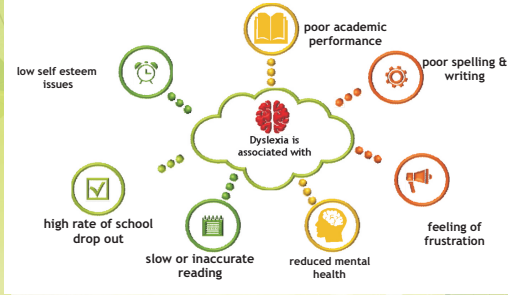 poor academic
performance
low self esteem
issues
poor spelling &
writing
Dyslexia is
associated with
high rate of school
drop out
slow or inaccurate
reading
reduced mental
health
feeling of
frustration